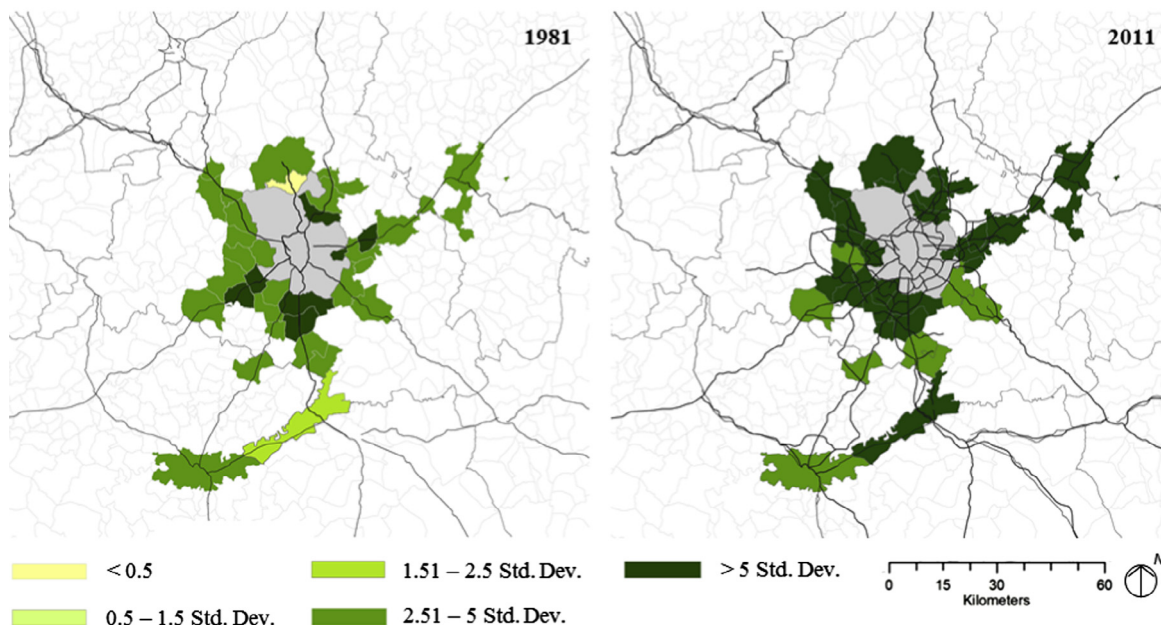 1981
2011
< 0.5
1.51 – 2.5 Std. Dev.
> 5 Std. Dev.
0.5 – 1.5 Std. Dev.
2.51 – 5 Std. Dev.
0 15 30 60
Kilometers
N